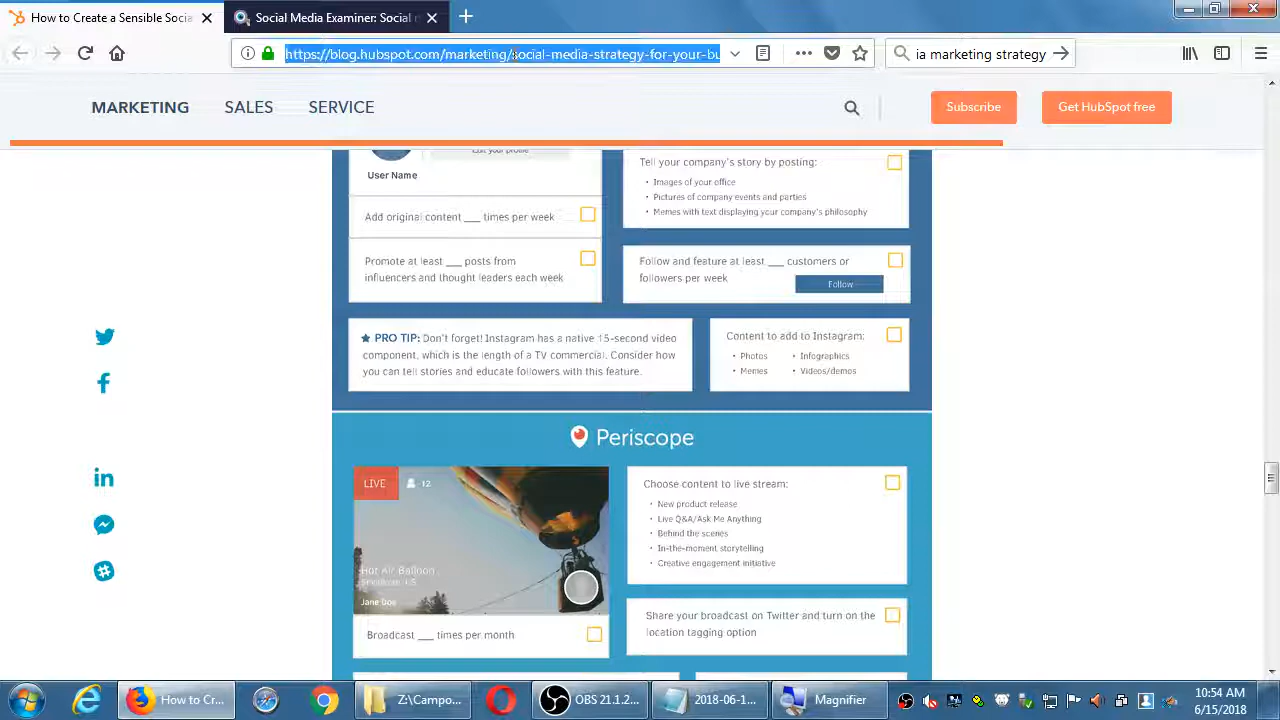 How to Create a Sensible Socia
Social Media Examiner: Social
https://blog.hubspot.com/marketing/social-media-strategy-for-your-bu
ia marketing strategy
MARKETING
SALES
SERVICE
Subscribe
Get HubSpot free
Edit your profile
User Name
Add original content ___ times per week
Promote at least ___ posts from
influencers and thought leaders each week
Tell your company's story by posting:
• Images of your office
• Pictures of company events and parties
• Memes with text displaying your company's philosophy
Follow and feature at least ___ customers or
followers per week
Follow
PRO TIP: Don't forget! Instagram has a native 15-second video
component, which is the length of a TV commercial. Consider how
you can tell stories and educate followers with this feature.
Content to add to Instagram:
• Photos • Infographics
• Memes • Videos/demos
Periscope
LIVE 12
Hot Air Balloon
Jane Doe
Broadcast ___ times per month
Choose content to live stream:
• New product release
• Live Q&A/Ask Me Anything
• Behind the scenes
• In-the-moment storytelling
• Creative engagement initiative
Share your broadcast on Twitter and turn on the
location tagging option
How to Cr...
Z:\Campo...
OBS 21.1.2...
2018-06-1...
Magnifier
10:54 AM
6/15/2018